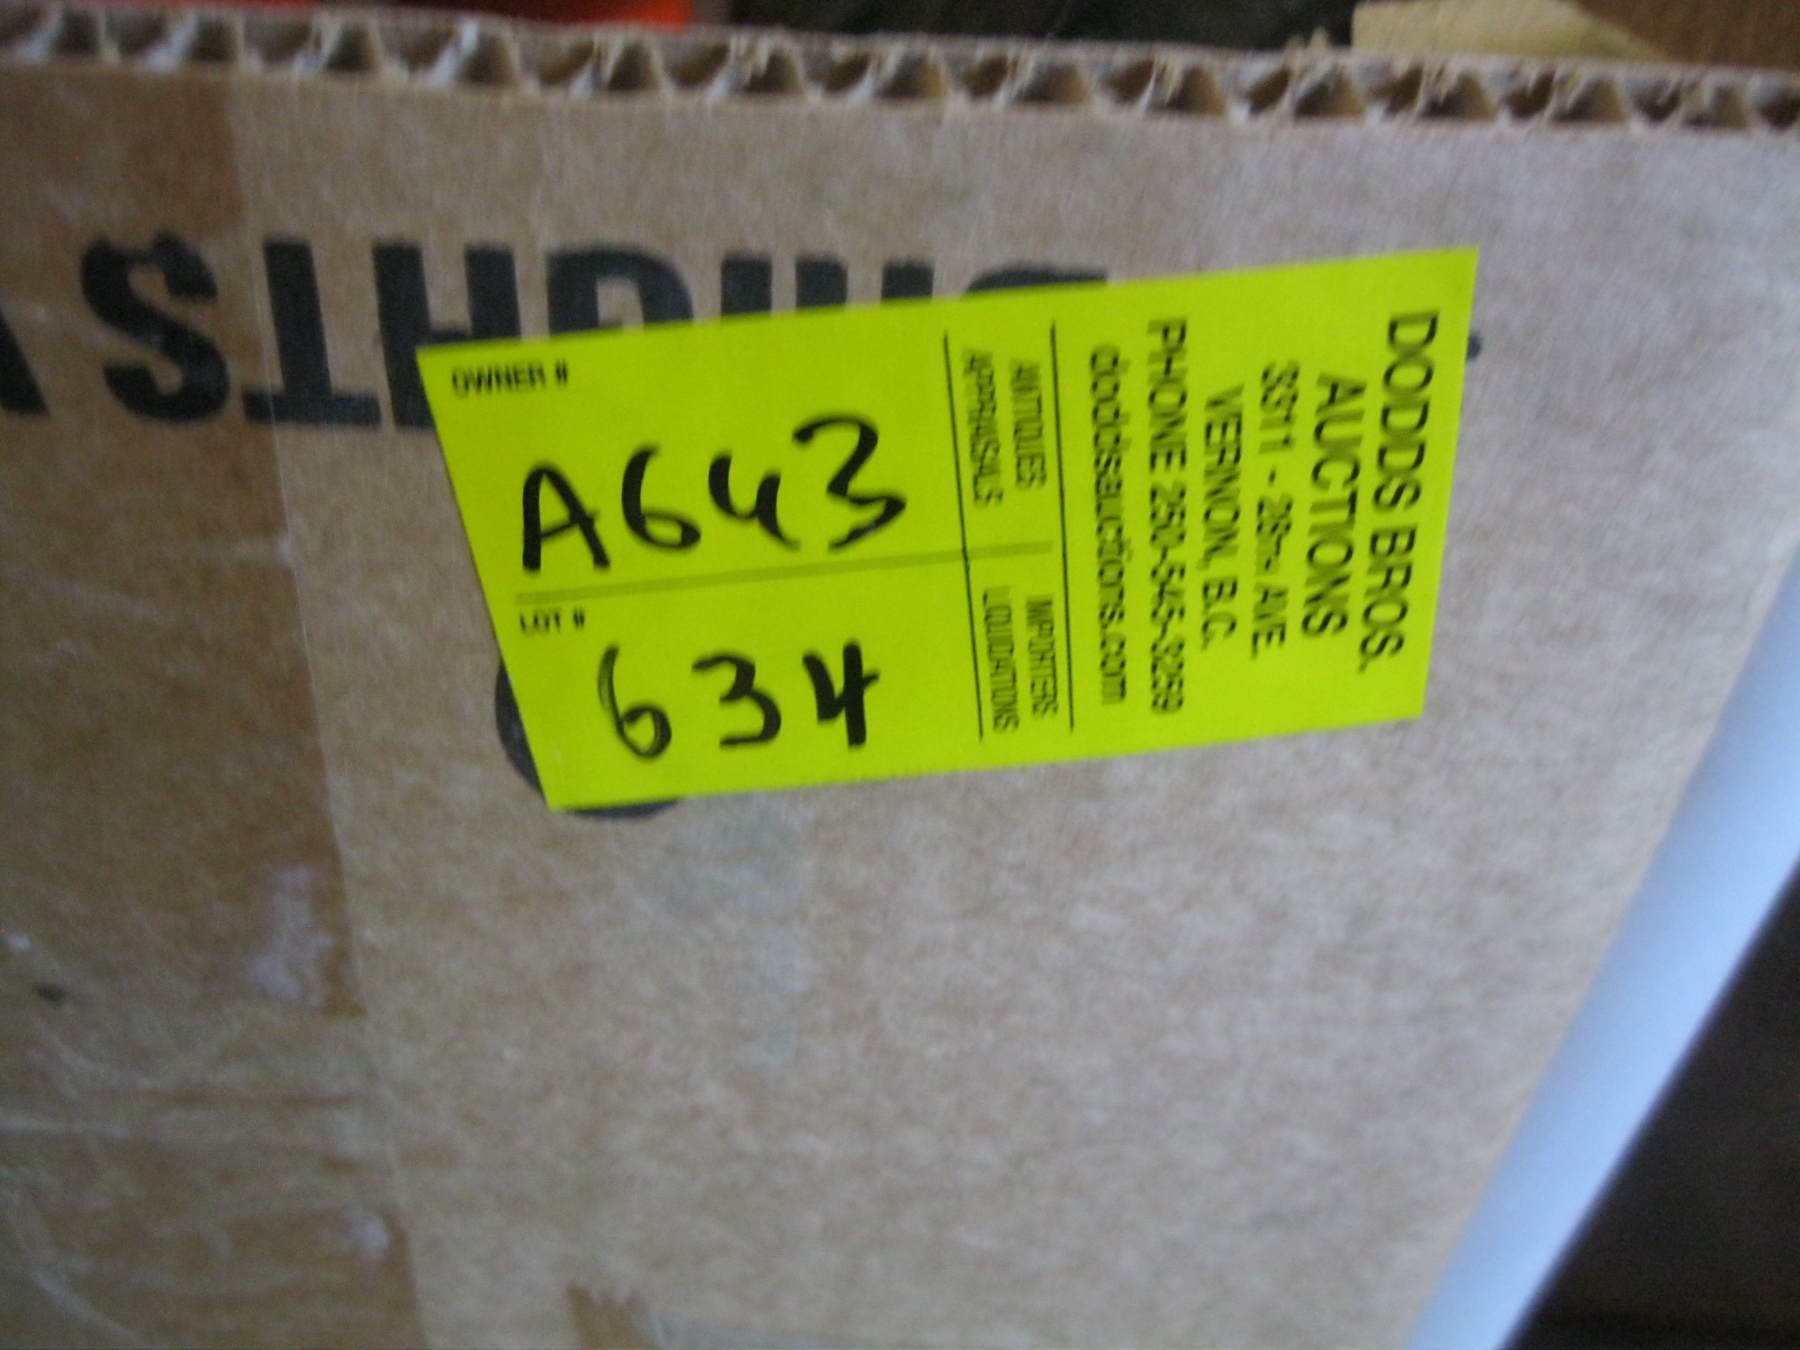 OWNER #
A643
LOT #
634
DODDS BROS.
AUCTIONS
3311 - 28TH AVE.
VERNON, B.C.
PHONE 250-545-3259
doddsauctions.com
ANTIQUES
APPRAISALS
IMPORTERS
LIQUIDATIONS